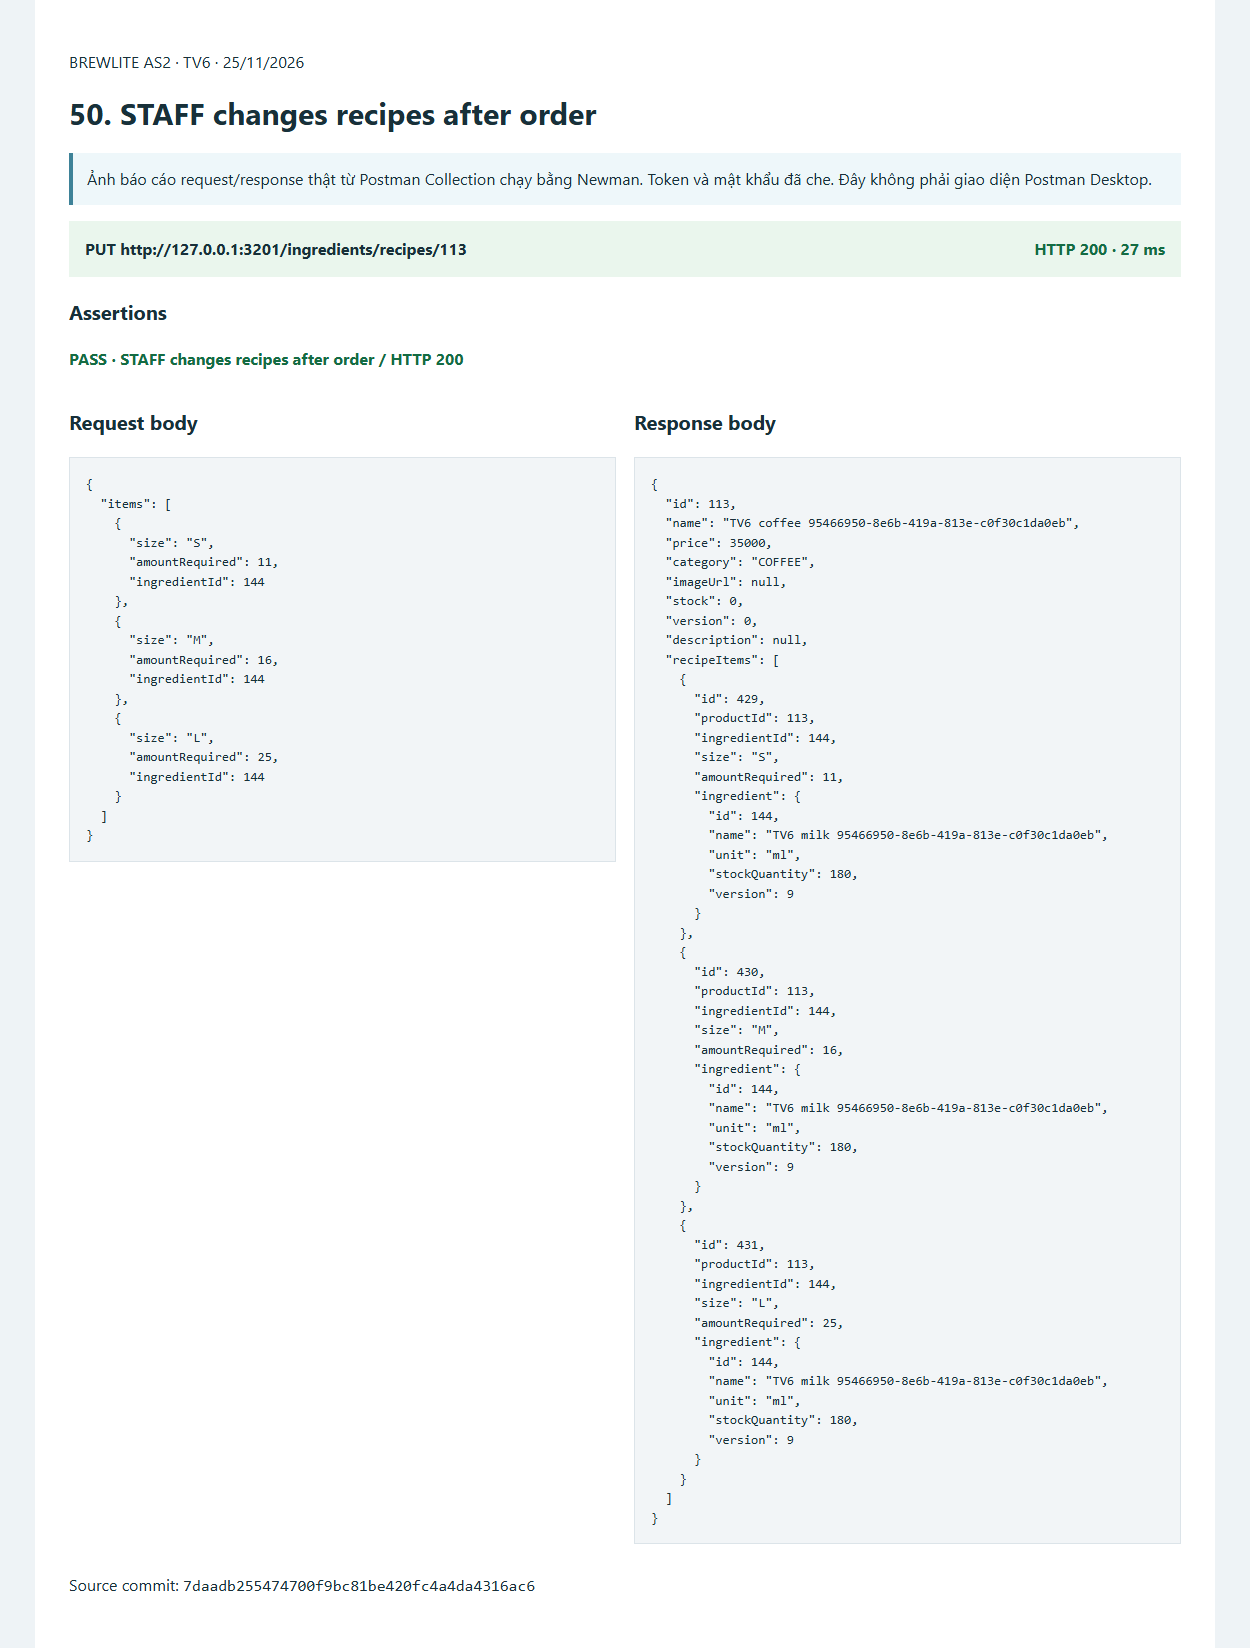 BREWLITE AS2 · TV6 · 25/11/2026
50. STAFF changes recipes after order
Ảnh báo cáo request/response thật từ Postman Collection chạy bằng Newman. Token và mật khẩu đã che. Đây không phải giao diện Postman Desktop.
PUT http://127.0.0.1:3201/ingredients/recipes/113
HTTP 200 · 27 ms
Assertions
PASS · STAFF changes recipes after order / HTTP 200
Request body
{
  "items": [
    {
      "size": "S",
      "amountRequired": 11,
      "ingredientId": 144
    },
    {
      "size": "M",
      "amountRequired": 16,
      "ingredientId": 144
    },
    {
      "size": "L",
      "amountRequired": 25,
      "ingredientId": 144
    }
  ]
}
Response body
{
  "id": 113,
  "name": "TV6 coffee 95466950-8e6b-419a-813e-c0f30c1da0eb",
  "price": 35000,
  "category": "COFFEE",
  "imageUrl": null,
  "stock": 0,
  "version": 0,
  "description": null,
  "recipeItems": [
    {
      "id": 429,
      "productId": 113,
      "ingredientId": 144,
      "size": "S",
      "amountRequired": 11,
      "ingredient": {
        "id": 144,
        "name": "TV6 milk 95466950-8e6b-419a-813e-c0f30c1da0eb",
        "unit": "ml",
        "stockQuantity": 180,
        "version": 9
      }
    },
    {
      "id": 430,
      "productId": 113,
      "ingredientId": 144,
      "size": "M",
      "amountRequired": 16,
      "ingredient": {
        "id": 144,
        "name": "TV6 milk 95466950-8e6b-419a-813e-c0f30c1da0eb",
        "unit": "ml",
        "stockQuantity": 180,
        "version": 9
      }
    },
    {
      "id": 431,
      "productId": 113,
      "ingredientId": 144,
      "size": "L",
      "amountRequired": 25,
      "ingredient": {
        "id": 144,
        "name": "TV6 milk 95466950-8e6b-419a-813e-c0f30c1da0eb",
        "unit": "ml",
        "stockQuantity": 180,
        "version": 9
      }
    }
  ]
}
Source commit: 7daadb255474700f9bc81be420fc4a4da4316ac6